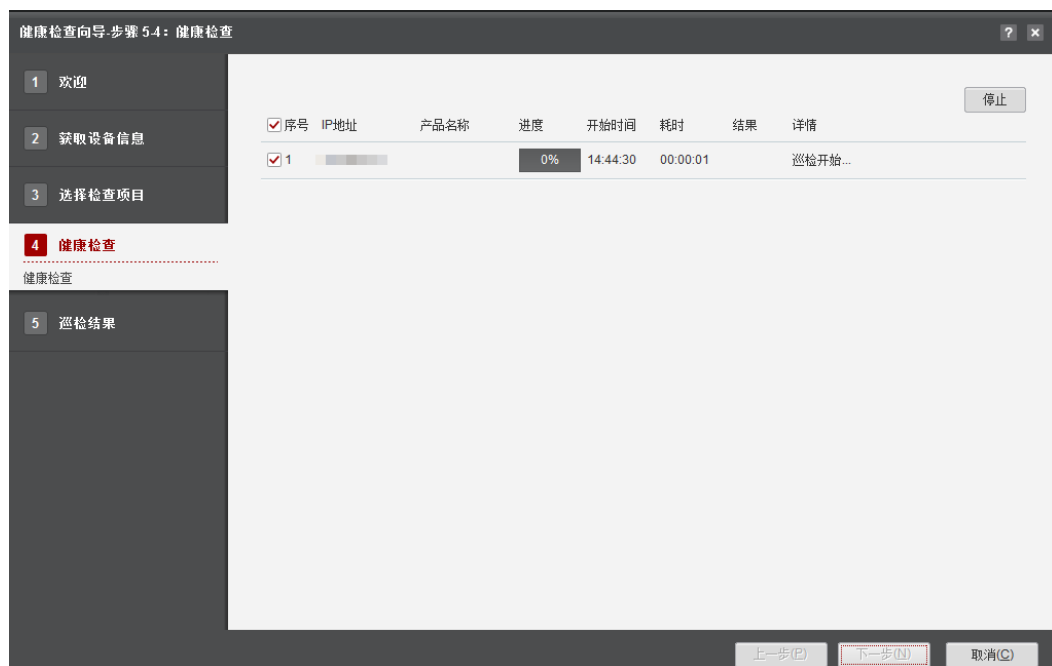 健康检查向导-步骤 5-4：健康检查
? ×
1 欢迎
2 获取设备信息
3 选择检查项目
4 健康检查
健康检查
5 巡检结果
停止
序号 IP地址 产品名称 进度 开始时间 耗时 结果 详情
1 0% 14:44:30 00:00:01 巡检开始...
上一步(P) 下一步(N) 取消(C)